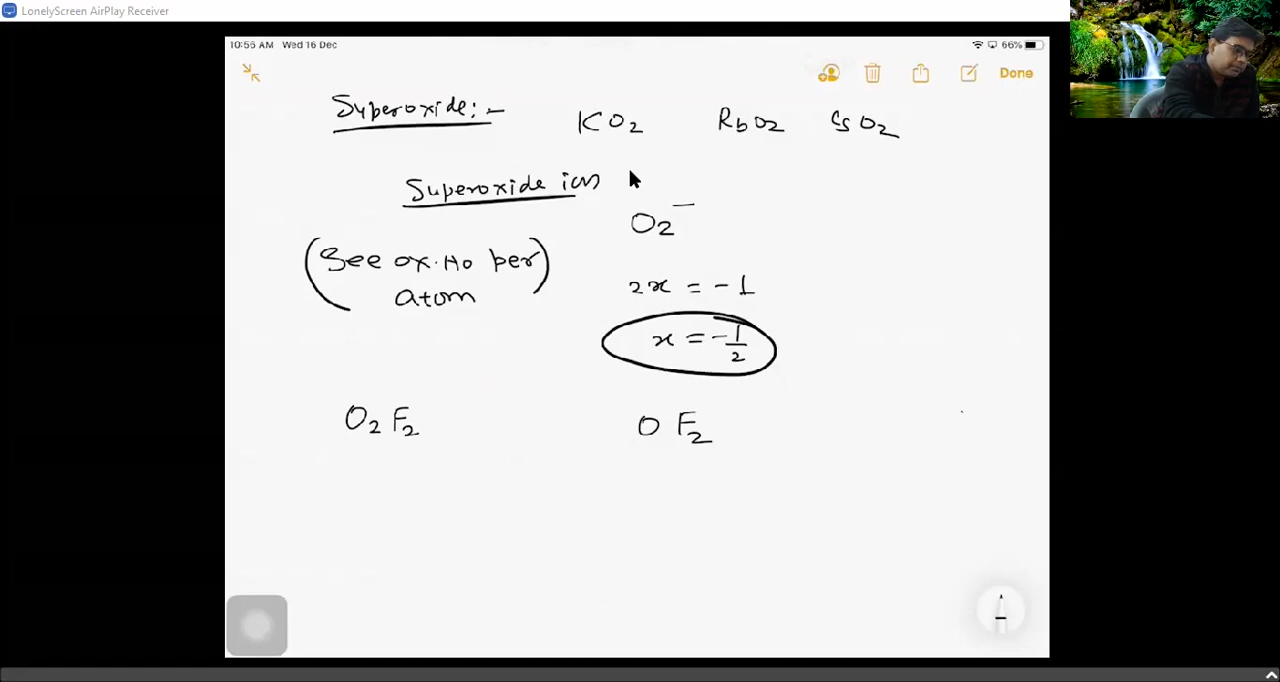 LonelyScreen AirPlay Receiver
10:56 AM Wed 16 Dec
66%
Done
Superoxide:- KO2 RbO2 CsO2
Superoxide ion
O2⁻
(See ox.No per
atom)
2x = -1
x = -1/2
O2F2 OF2